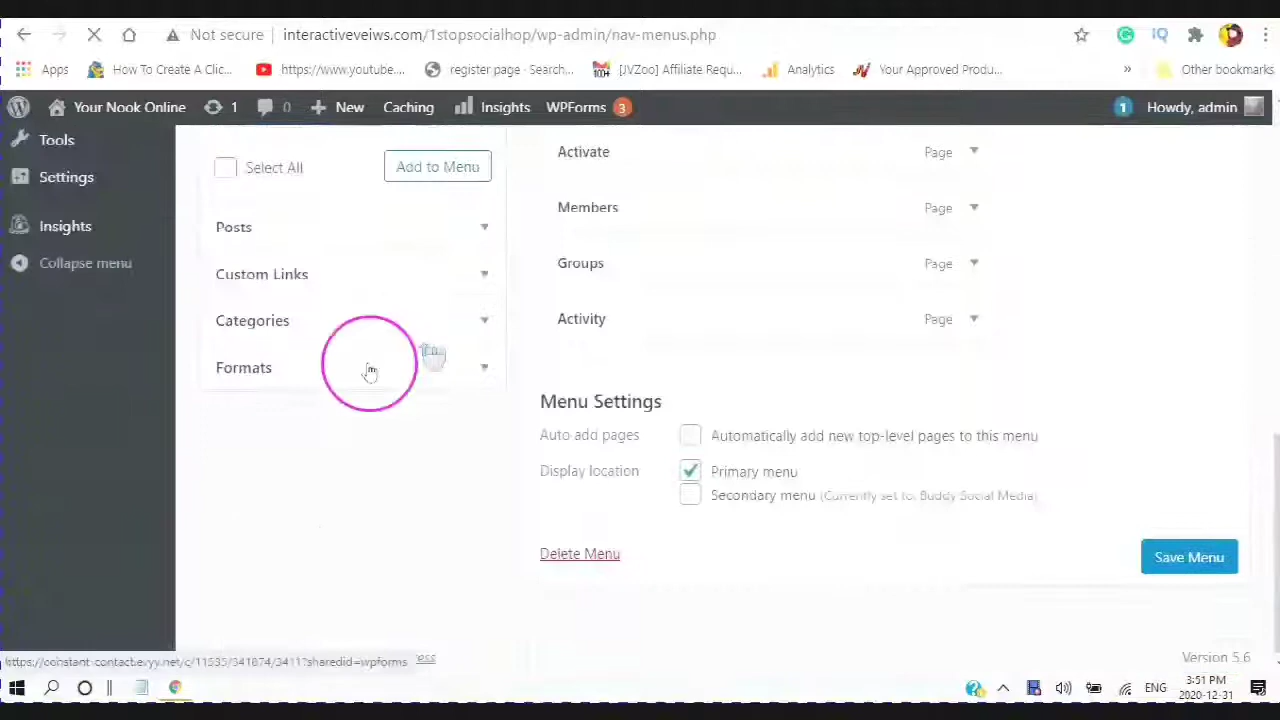 Not secure interactiveveiws.com/1stopsocialhop/wp-admin/nav-menus.php
Apps How To Create A Clic... https://www.youtube.... register page - Search... [JVZoo] Affiliate Requ... Analytics Your Approved Produ... » Other bookmarks
Your Nook Online 1 0 New Caching Insights WPForms 3 1 Howdy, admin
Tools
Settings
Insights
Collapse menu
Select All Add to Menu
Posts
Custom Links
Categories
Formats
Activate Page
Members Page
Groups Page
Activity Page
Menu Settings
Auto add pages Automatically add new top-level pages to this menu
Display location Primary menu
Secondary menu (Currently set to: Buddy Social Media)
Delete Menu Save Menu
Version 5.6
ENG 3:51 PM
2020-12-31